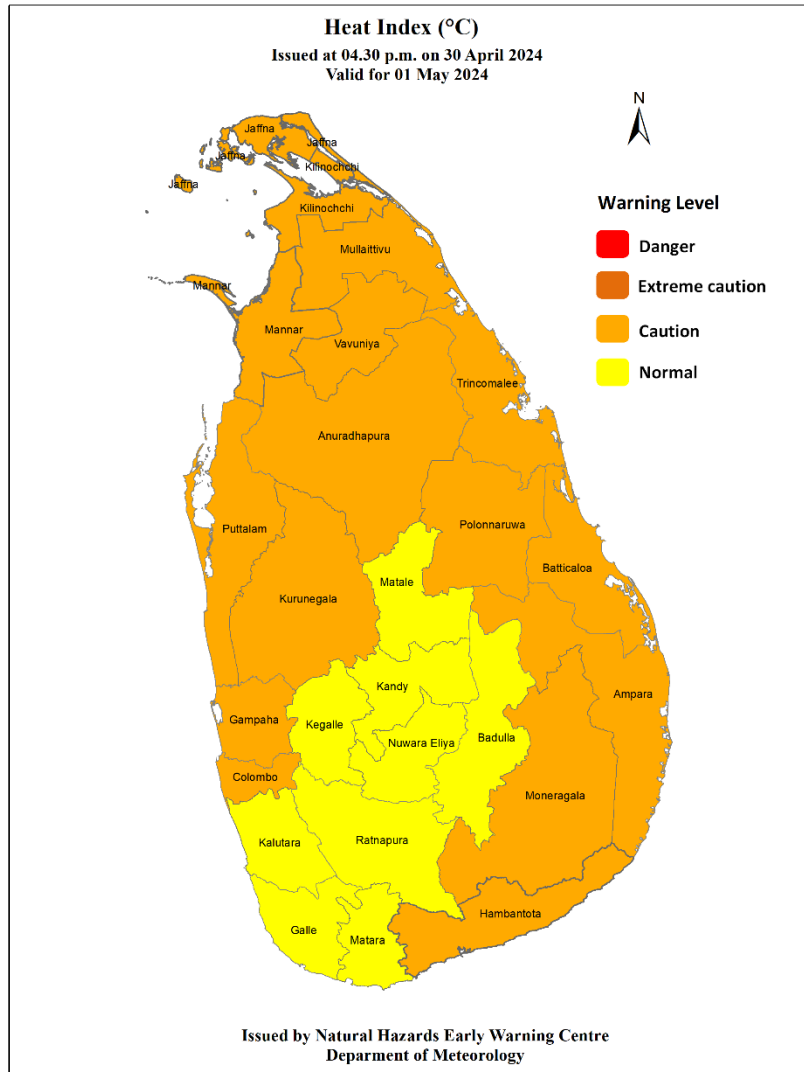 Heat Index (°C)
Issued at 04.30 p.m. on 30 April 2024
Valid for 01 May 2024
N
Warning Level
Danger
Extreme caution
Caution
Normal
Jaffna
Jaffna
Jaffna
Kilinochchi
Jaffna
Kilinochchi
Mullaittivu
Mannar
Mannar
Vavuniya
Trincomalee
Anuradhapura
Puttalam
Polonnaruwa
Batticaloa
Matale
Kurunegala
Kandy
Ampara
Gampaha
Kegalle
Nuwara Eliya
Badulla
Colombo
Moneragala
Kalutara
Ratnapura
Hambantota
Galle
Matara
Issued by Natural Hazards Early Warning Centre
Deparment of Meteorology